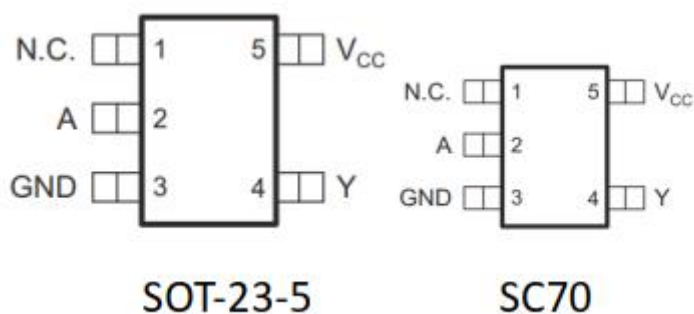 N.C. 1 5 VCC
A 2
GND 3 4 Y
SOT-23-5
N.C. 1 5 VCC
A 2
GND 3 4 Y
SC70